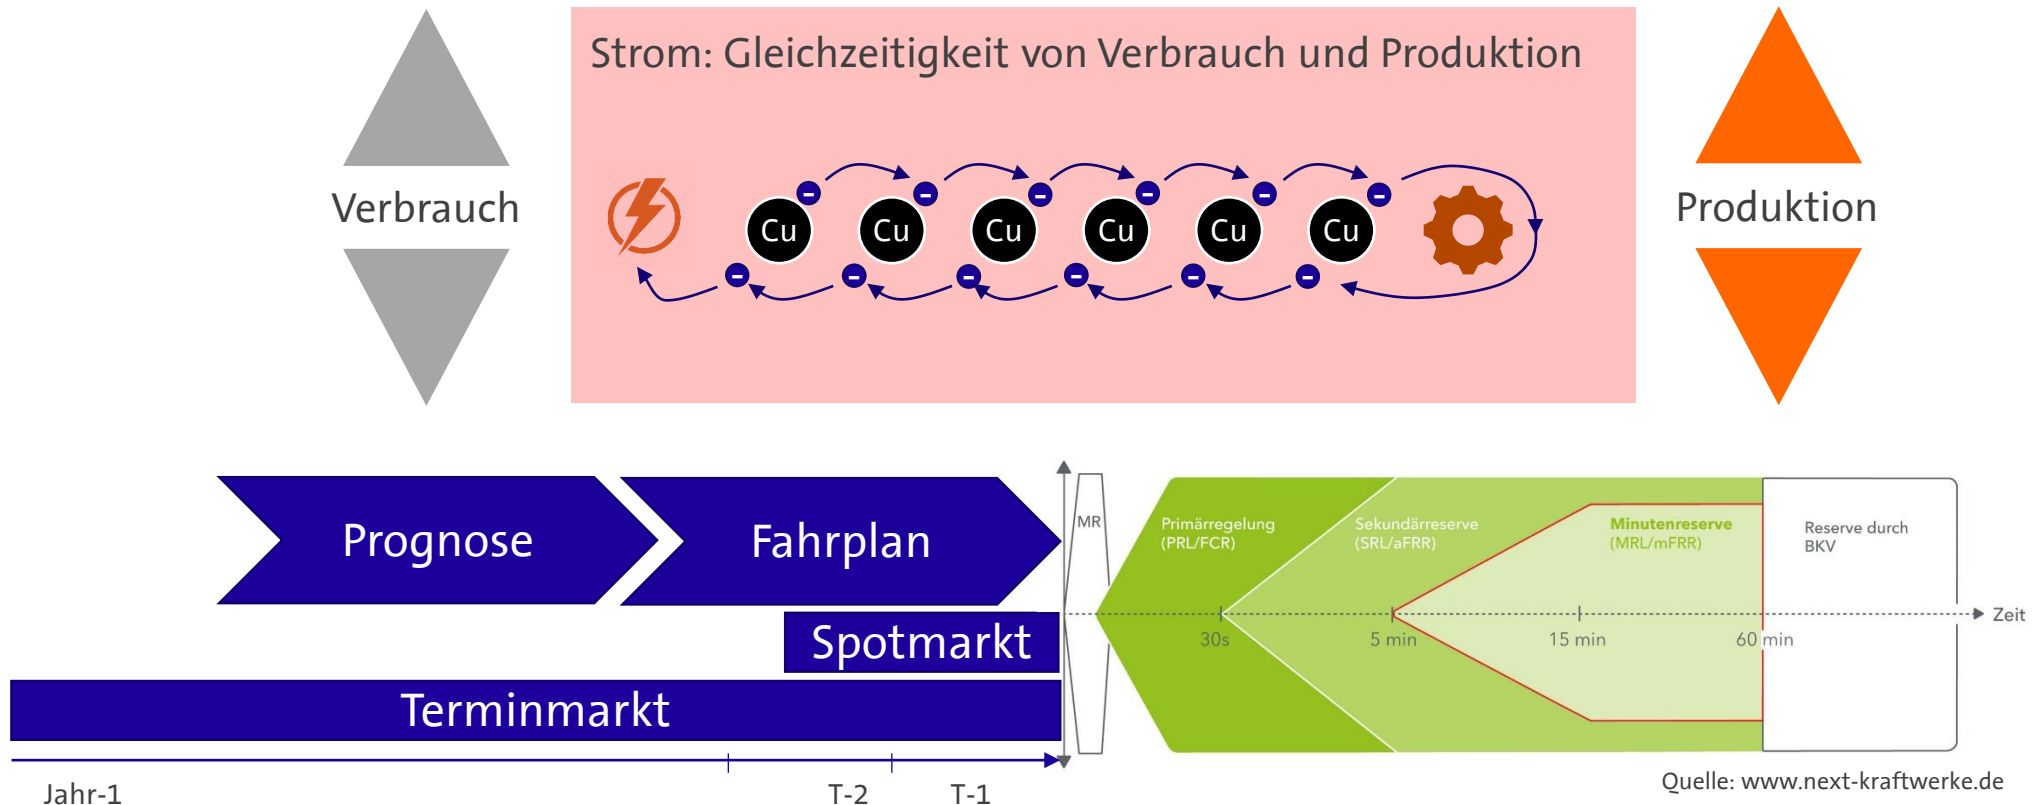 Strom: Gleichzeitigkeit von Verbrauch und Produktion
Verbrauch
- - - - - -
Cu Cu Cu Cu Cu Cu
- - - - - -
Produktion
Prognose
Fahrplan
Spotmarkt
Terminmarkt
Jahr-1
T-2
T-1
MR
Primärregelung
(PRL/FCR)
Sekundärreserve
(SRL/aFRR)
Minutenreserve
(MRL/mFRR)
Reserve durch
BKV
30s
5 min
15 min
60 min
Zeit
Quelle: www.next-kraftwerke.de